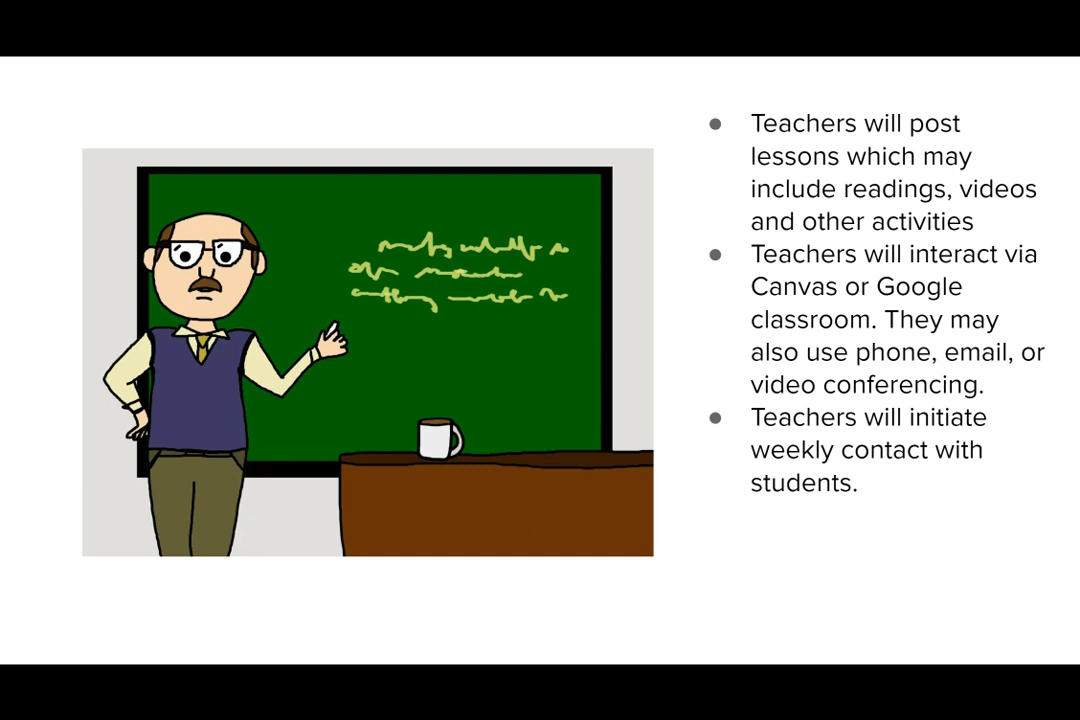 ● Teachers will post
lessons which may
include readings, videos
and other activities
● Teachers will interact via
Canvas or Google
classroom. They may
also use phone, email, or
video conferencing.
● Teachers will initiate
weekly contact with
students.